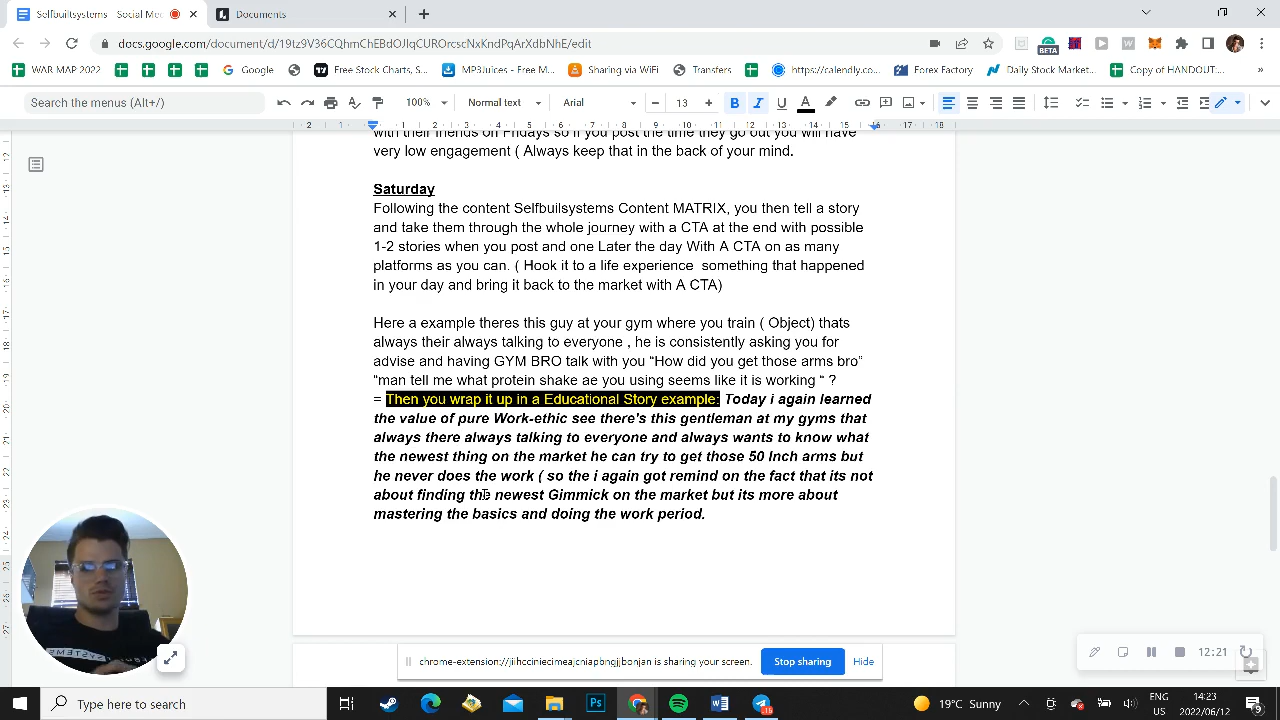 Selfbuilsystems - Social Med
Documents
docs.google.com/document/d/
BETA
WAR MAP 2022
Google
Free Stock Charts, S...
MP3Juices - Free M...
Sharing via WiFi
Transfers
https://calendly.co...
Forex Factory
Daily Stock Market...
Copy of HANDOUT:...
Search the menus (Alt+/)
100%
Normal text
Arial
13
with their friends on Fridays so if you post the time they go out you will have
very low engagement ( Always keep that in the back of your mind.
Saturday
Following the content Selfbuilsystems Content MATRIX, you then tell a story
and take them through the whole journey with a CTA at the end with possible
1-2 stories when you post and one Later the day With A CTA on as many
platforms as you can. ( Hook it to a life experience something that happened
in your day and bring it back to the market with A CTA)
Here a example theres this guy at your gym where you train ( Object) thats
always their always talking to everyone , he is consistently asking you for
advise and having GYM BRO talk with you “How did you get those arms bro”
“man tell me what protein shake ae you using seems like it is working “ ?
= Then you wrap it up in a Educational Story example: Today i again learned
the value of pure Work-ethic see there's this gentleman at my gyms that
always there always talking to everyone and always wants to know what
the newest thing on the market he can try to get those 50 Inch arms but
he never does the work ( so the i again got remind on the fact that its not
about finding the newest Gimmick on the market but its more about
mastering the basics and doing the work period.
is sharing your screen.
Stop sharing
Hide
12:21
Type here to search
19°C Sunny
ENG
US
14:23
2022/06/12